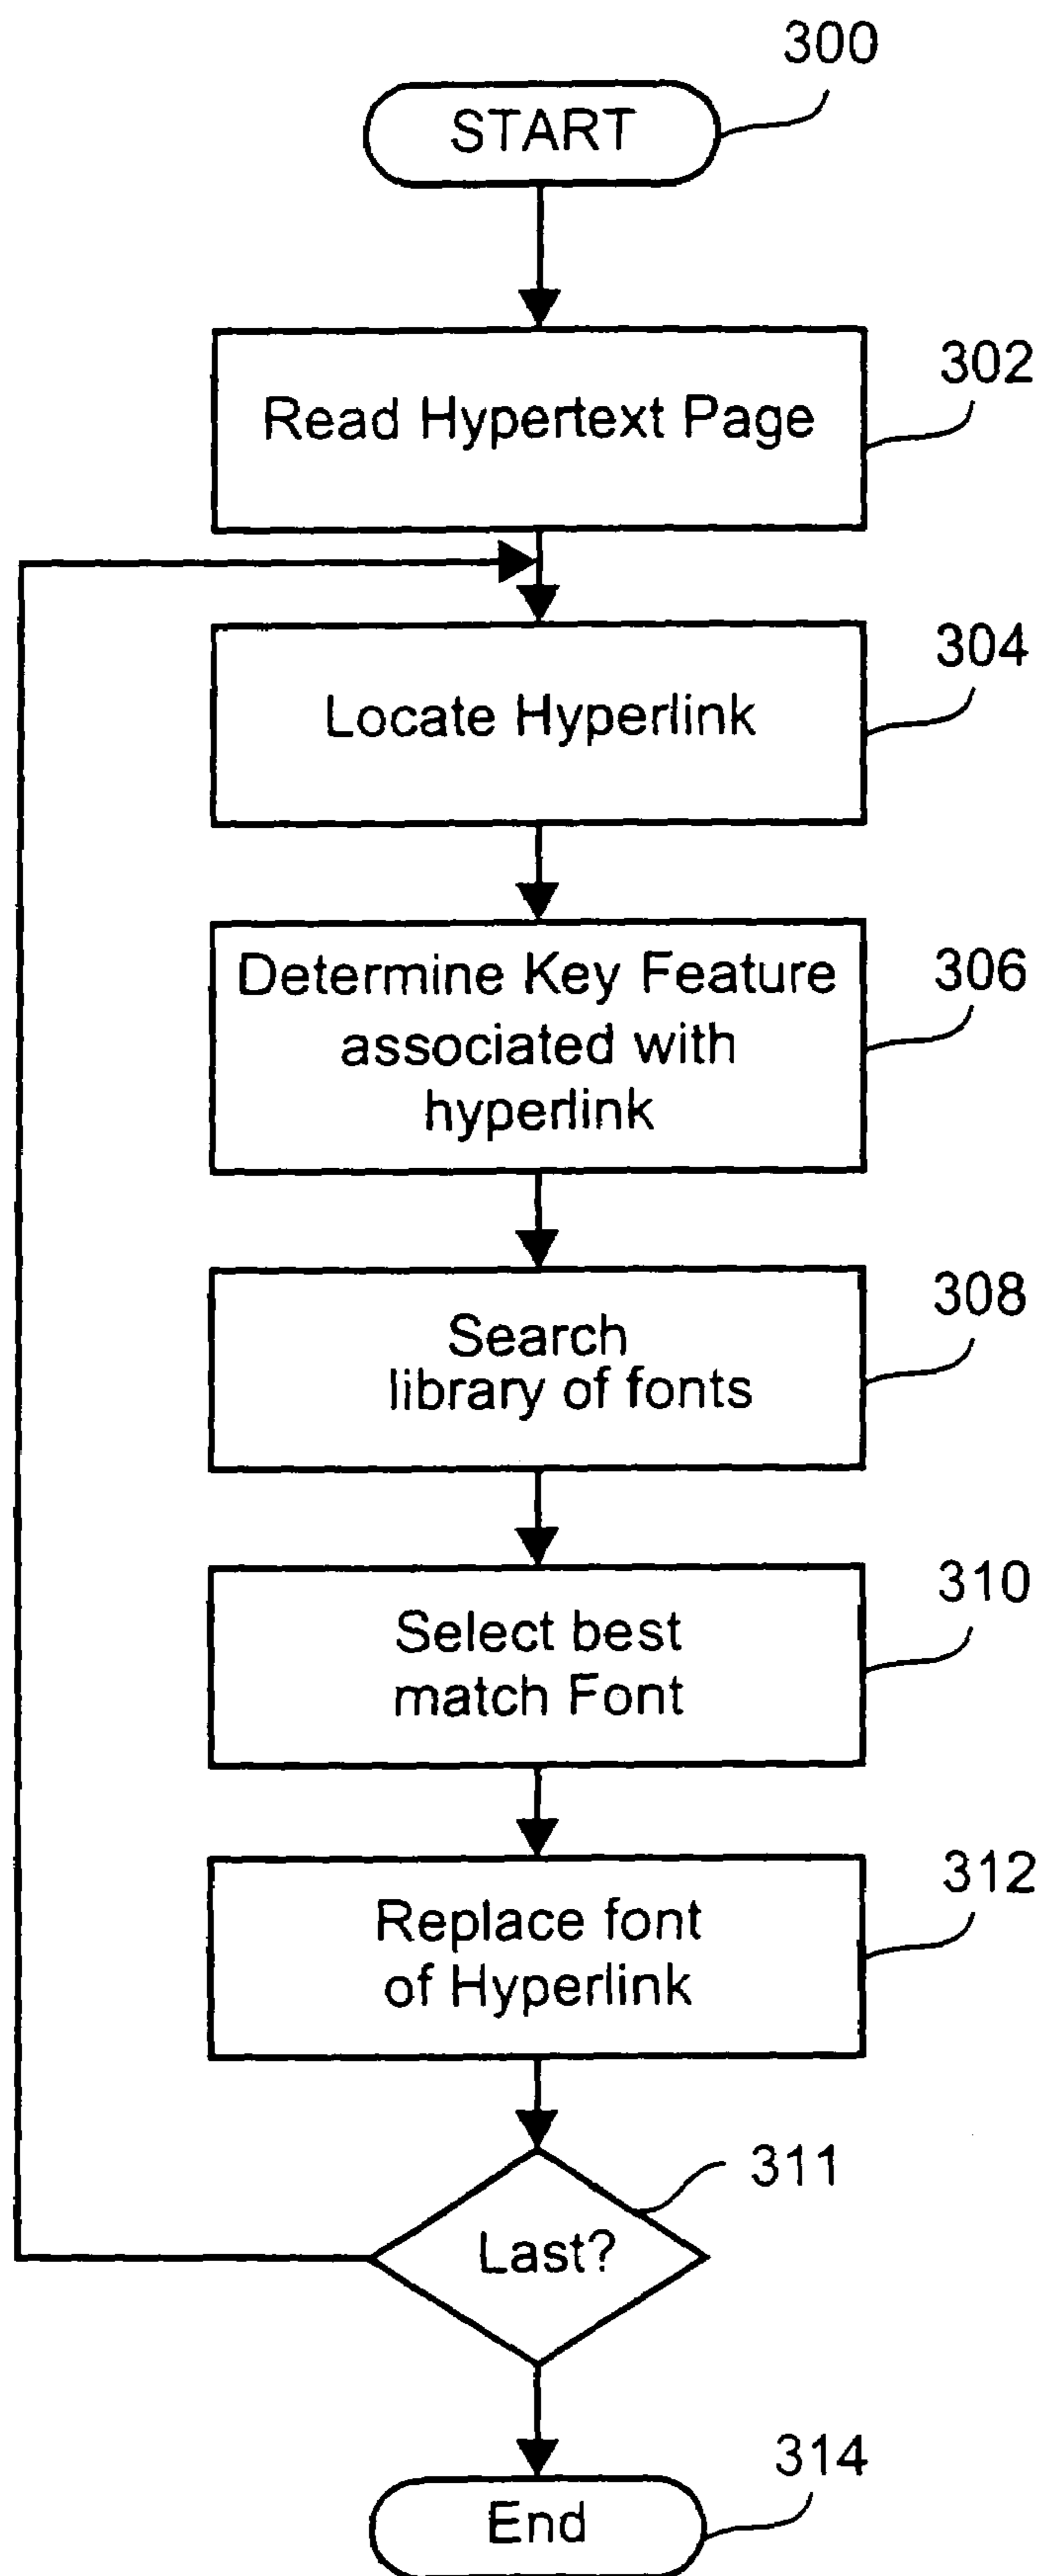 300
START
302
Read Hypertext Page
304
Locate Hyperlink
306
Determine Key Feature
associated with
hyperlink
308
Search
library of fonts
310
Select best
match Font
312
Replace font
of Hyperlink
311
Last?
314
End